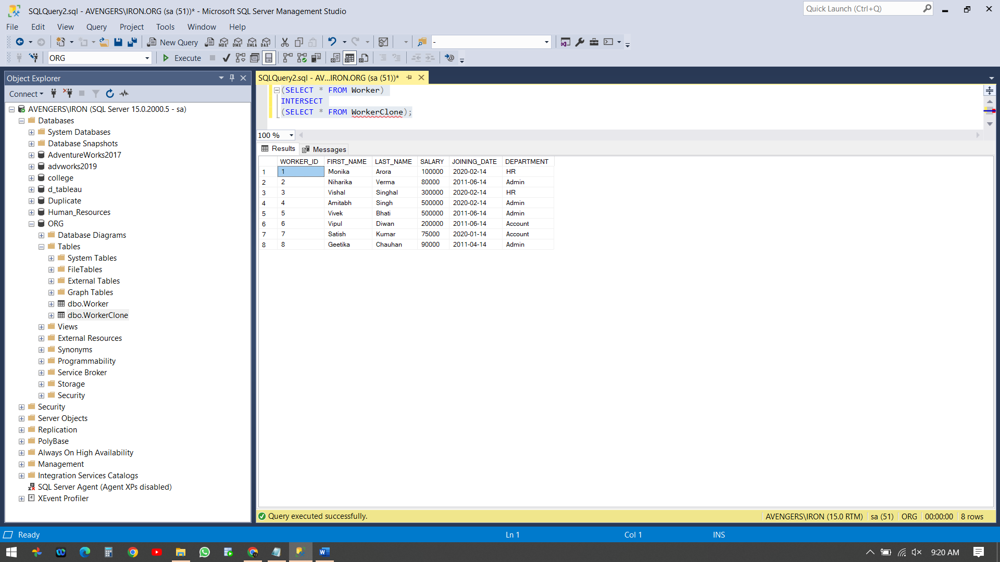 SQLQuery2.sql - AVENGERS\IRON.ORG (sa (51))* - Microsoft SQL Server Management Studio
Quick Launch (Ctrl+Q)
File Edit View Query Project Tools Window Help
New Query MDX DMX XMLA DAX -
ORG Execute
Object Explorer
Connect
AVENGERS\IRON (SQL Server 15.0.2000.5 - sa)
Databases
System Databases
Database Snapshots
AdventureWorks2017
advworks2019
college
d_tableau
Duplicate
Human_Resources
ORG
Database Diagrams
Tables
System Tables
FileTables
External Tables
Graph Tables
dbo.Worker
dbo.WorkerClone
Views
External Resources
Synonyms
Programmability
Service Broker
Storage
Security
Security
Server Objects
Replication
PolyBase
Always On High Availability
Management
Integration Services Catalogs
SQL Server Agent (Agent XPs disabled)
XEvent Profiler
SQLQuery2.sql - AV...IRON.ORG (sa (51))*
(SELECT * FROM Worker)
INTERSECT
(SELECT * FROM WorkerClone);
100 %
Results Messages
WORKER_ID FIRST_NAME LAST_NAME SALARY JOINING_DATE DEPARTMENT
1 1 Monika Arora 100000 2020-02-14 HR
2 2 Niharika Verma 80000 2011-06-14 Admin
3 3 Vishal Singhal 300000 2020-02-14 HR
4 4 Amitabh Singh 500000 2020-02-14 Admin
5 5 Vivek Bhati 500000 2011-06-14 Admin
6 6 Vipul Diwan 200000 2011-06-14 Account
7 7 Satish Kumar 75000 2020-01-14 Account
8 8 Geetika Chauhan 90000 2011-04-14 Admin
Query executed successfully. AVENGERS\IRON (15.0 RTM) sa (51) ORG 00:00:00 8 rows
Ready Ln 1 Col 1 INS
9:20 AM